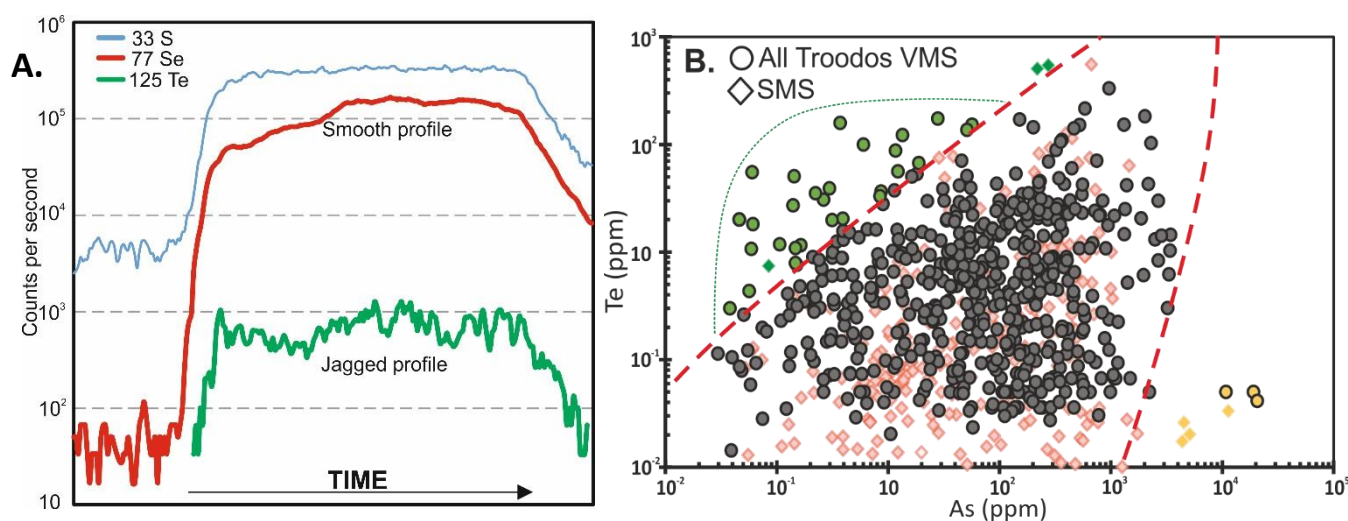 A.
33 S
77 Se
125 Te
Smooth profile
Jagged profile
TIME
Counts per second
10⁶
10⁵
10⁴
10³
10²
10
B.
All Troodos VMS
SMS
Te (ppm)
10³
10²
10¹
10⁰
10⁻¹
10⁻²
10⁻² 10⁻¹ 10 10² 10³ 10⁴ 10⁵
As (ppm)